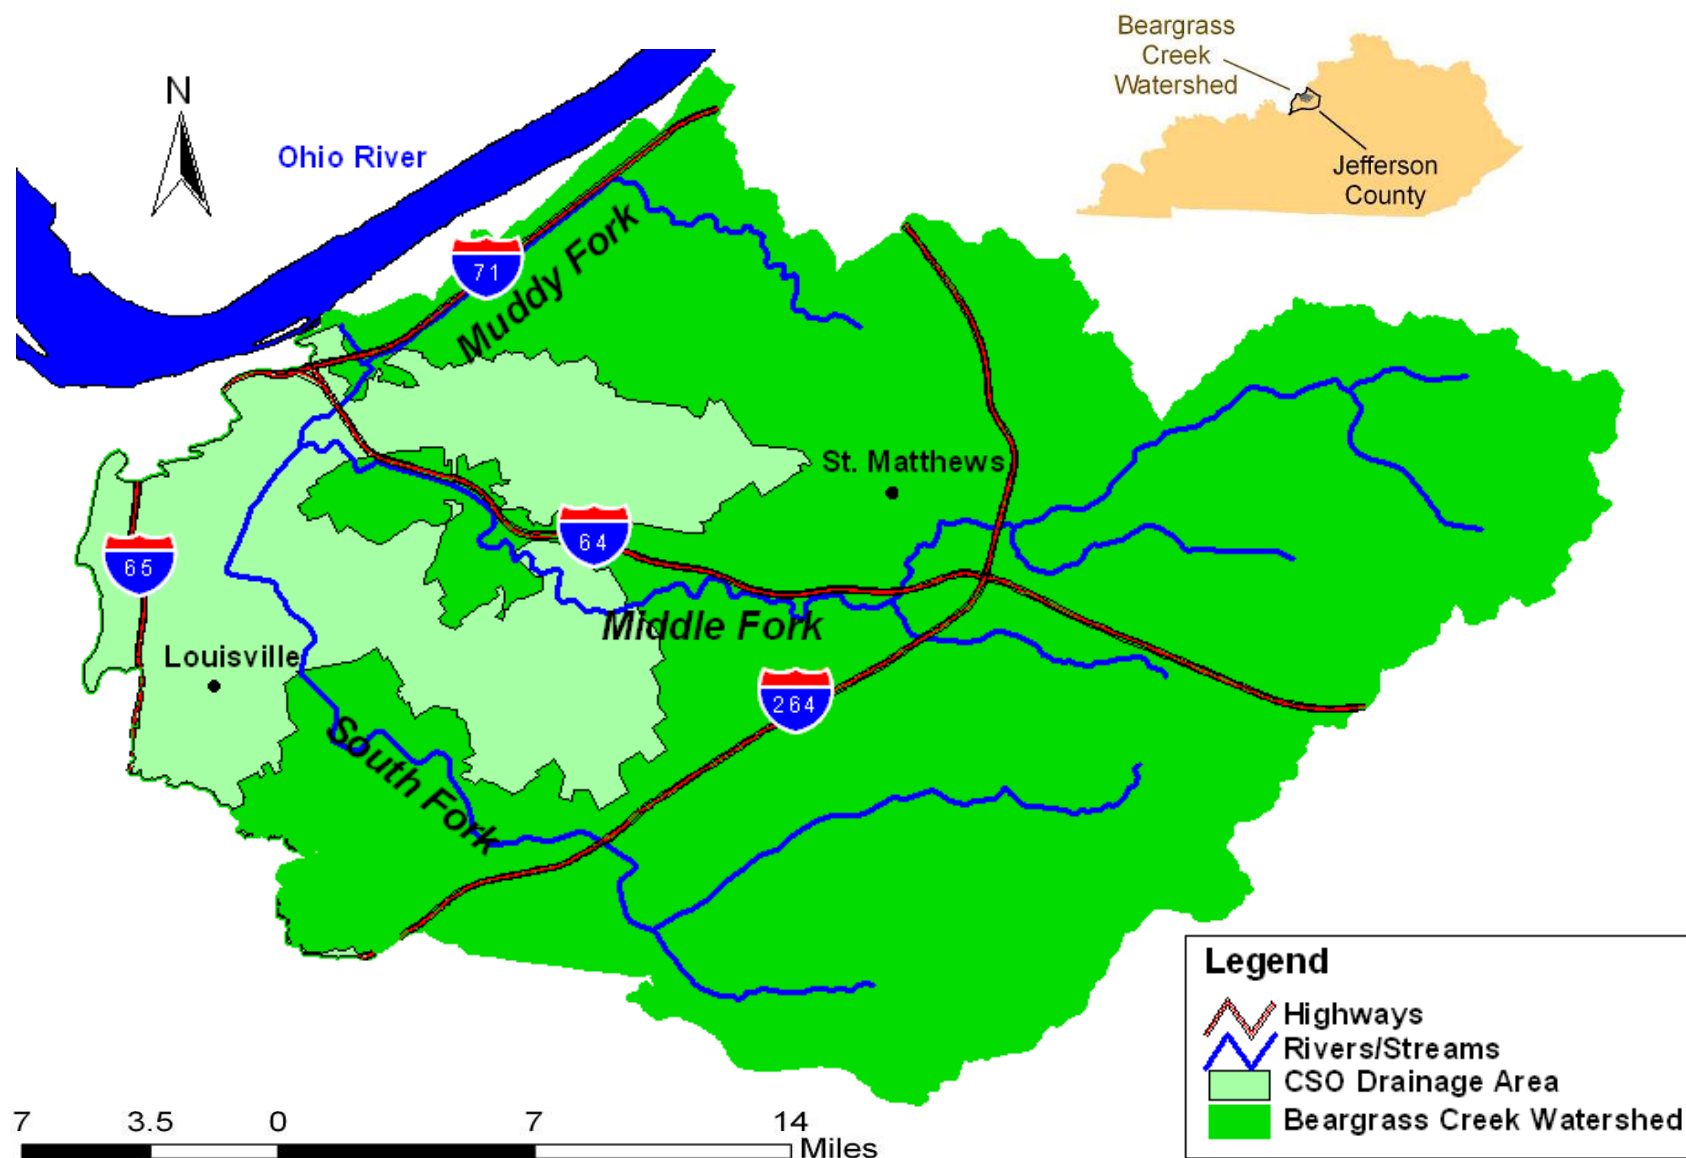 Beargrass
Creek
Watershed
N
Ohio River
Jefferson
County
71
Muddy Fork
St. Matthews
64
65
Middle Fork
Louisville
264
South Fork
Legend
Highways
Rivers/Streams
CSO Drainage Area
Beargrass Creek Watershed
7 3.5 0 7 14
Miles